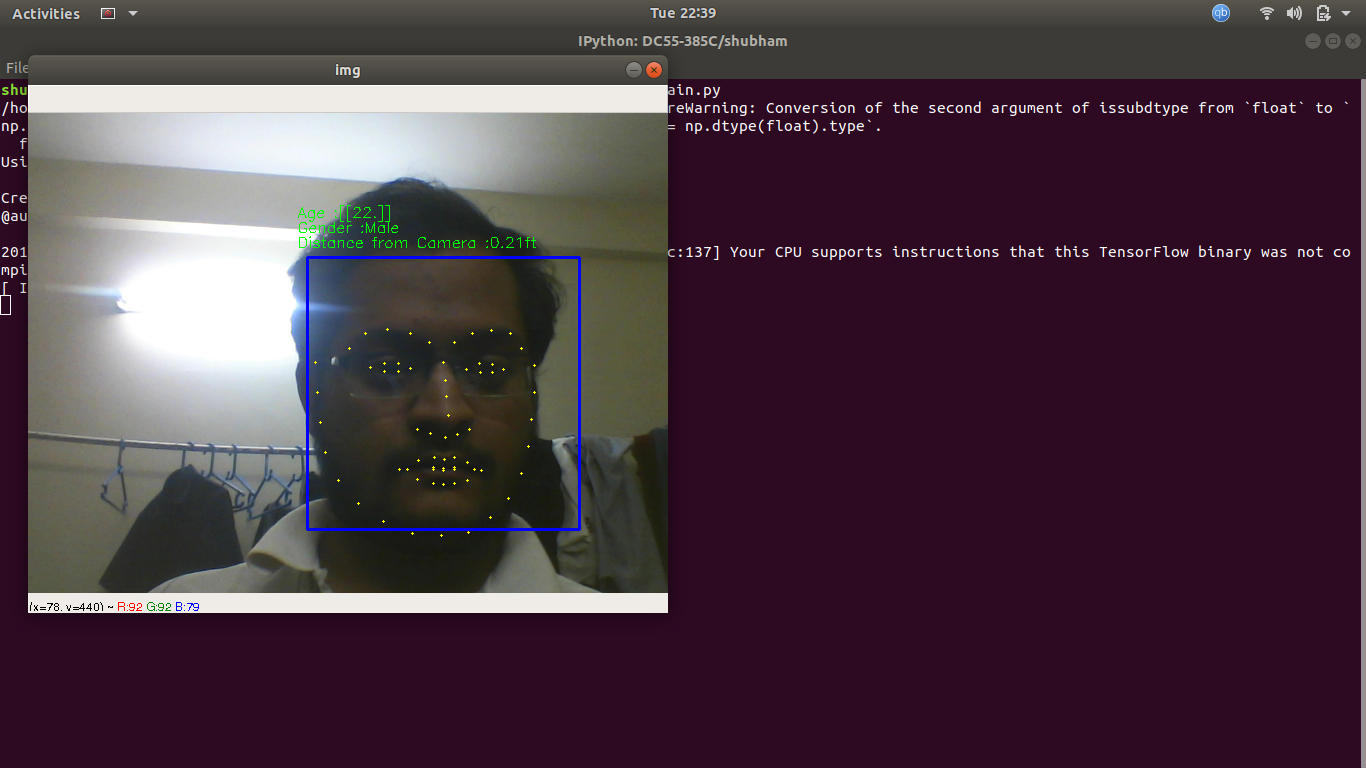 Activities
Tue 22:39
qb
IPython: DC55-385C/shubham
File
img
shu
ain.py
/ho
reWarning: Conversion of the second argument of issubdtype from `float` to `
np.
= np.dtype(float).type`.
f
Usi
Cre
@au
201
c:137] Your CPU supports instructions that this TensorFlow binary was not co
mpi
[ I
Age :[[22.]]
Gender :Male
Distance from Camera :0.21ft
(x=78, y=440) ~ R:92 G:92 B:79